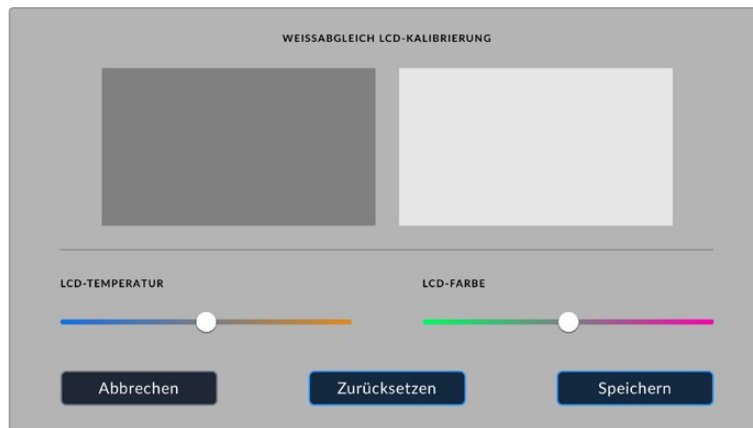 WEISSABGLEICH LCD-KALIBRIERUNG
LCD-TEMPERATUR
LCD-FARBE
Abbrechen
Zurücksetzen
Speichern